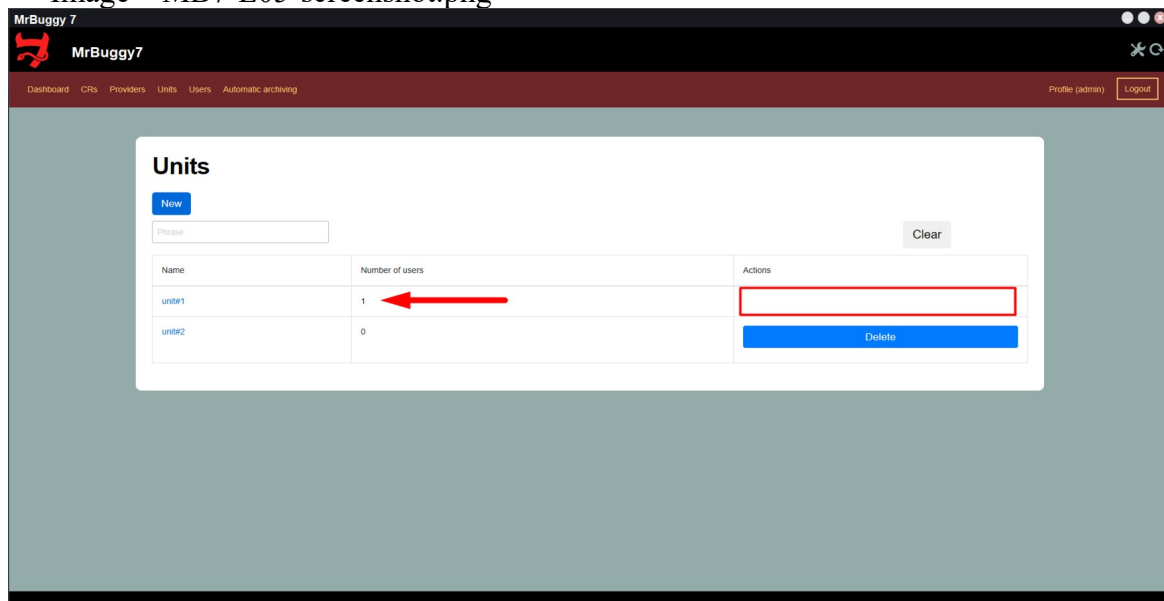 Image – MB7-E03-screenshot.png
MrBuggy 7
MrBuggy7
Dashboard CRs Providers Units Users Automatic archiving Profile (admin) Logout
Units
New
Phrase
Clear
Name Number of users Actions
unit#1 1
unit#2 0 Delete